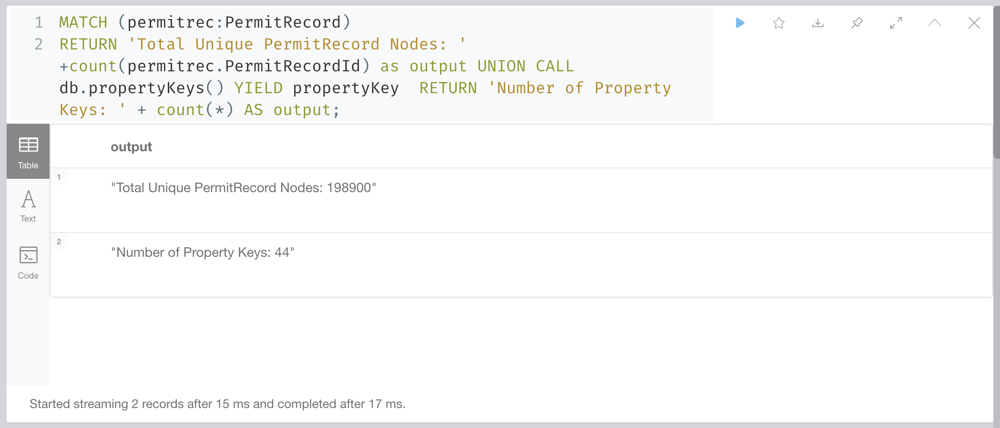 1 MATCH (permitrec:PermitRecord)
2 RETURN 'Total Unique PermitRecord Nodes: '
+count(permitrec.PermitRecordId) as output UNION CALL
db.propertyKeys() YIELD propertyKey  RETURN 'Number of Property
Keys: ' + count(*) AS output;
output
Table
1
"Total Unique PermitRecord Nodes: 198900"
Text
2
"Number of Property Keys: 44"
Code
Started streaming 2 records after 15 ms and completed after 17 ms.